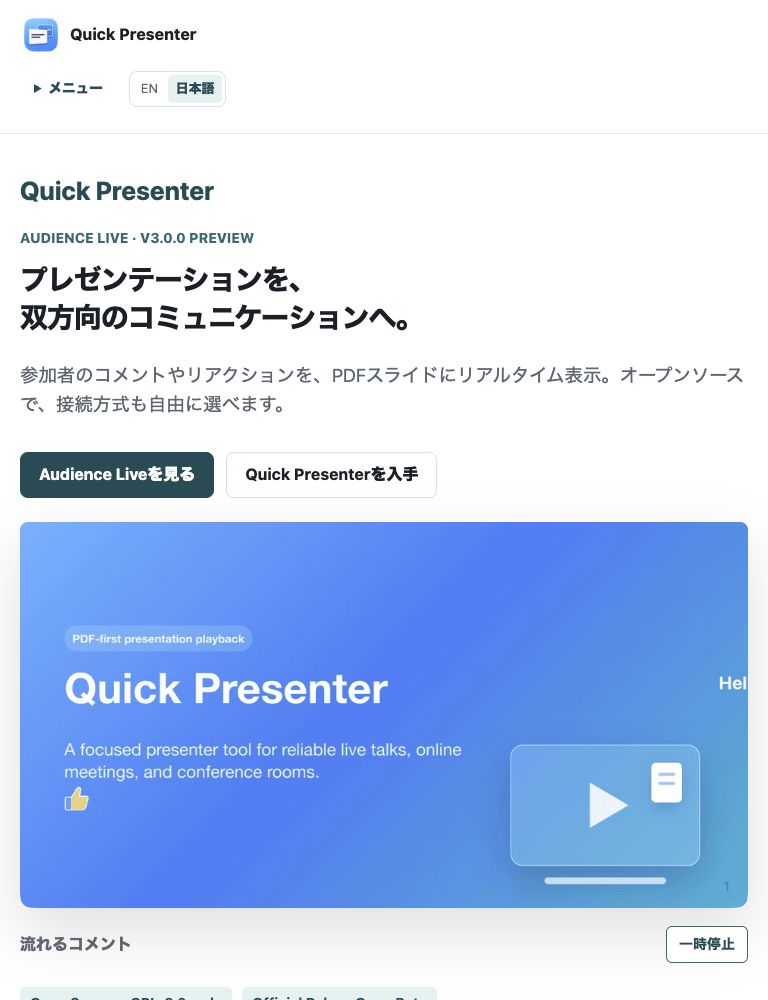 Quick Presenter
メニュー
EN 日本語
Quick Presenter
AUDIENCE LIVE · V3.0.0 PREVIEW
プレゼンテーションを、
双方向のコミュニケーションへ。
参加者のコメントやリアクションを、PDFスライドにリアルタイム表示。オープンソース
で、接続方式も自由に選べます。
Audience Liveを見る Quick Presenterを入手
PDF-first presentation playback
Quick Presenter
Hel
A focused presenter tool for reliable live talks, online
meetings, and conference rooms.
1
流れるコメント
一時停止